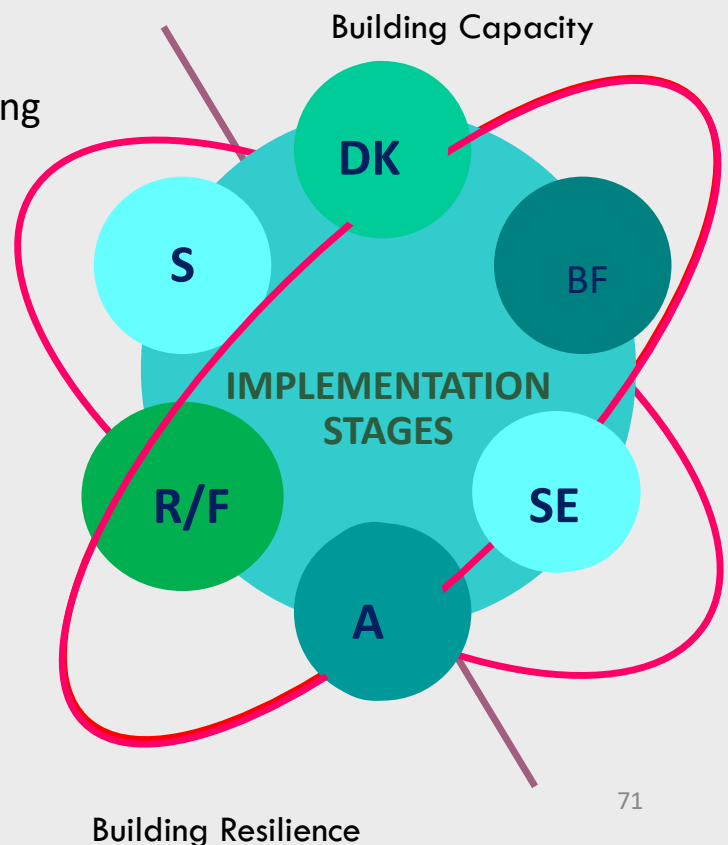 Building Capacity
DK
S
BF
IMPLEMENTATION
STAGES
R/F
SE
A
71
Building Resilience